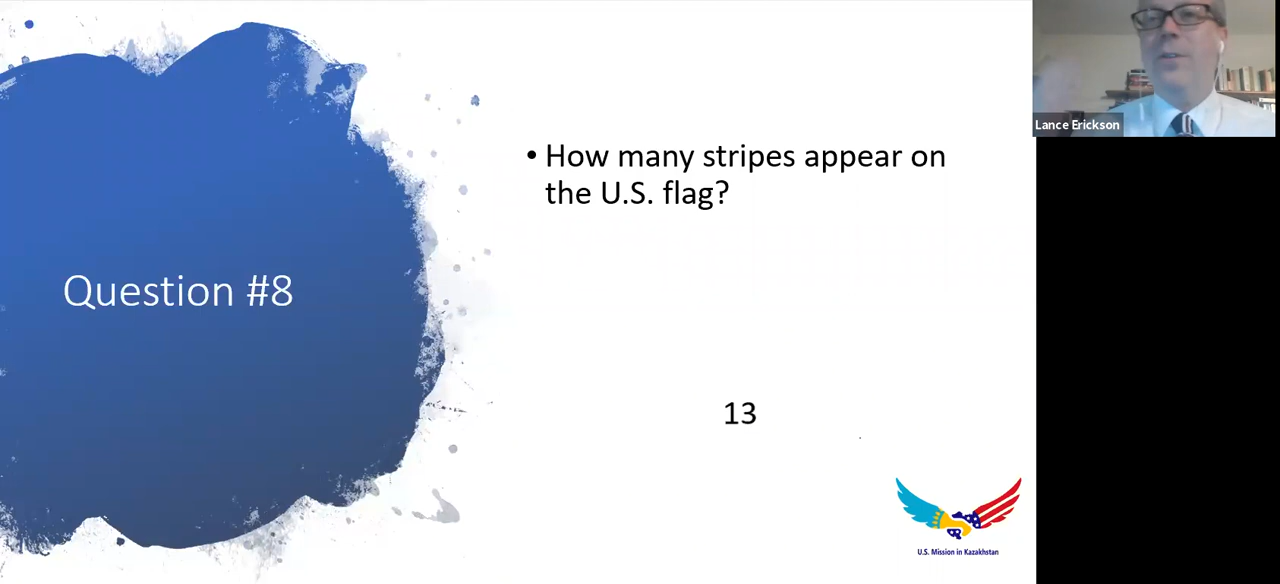 Question #8
• How many stripes appear on
the U.S. flag?
13
U.S. Mission in Kazakhstan
Lance Erickson